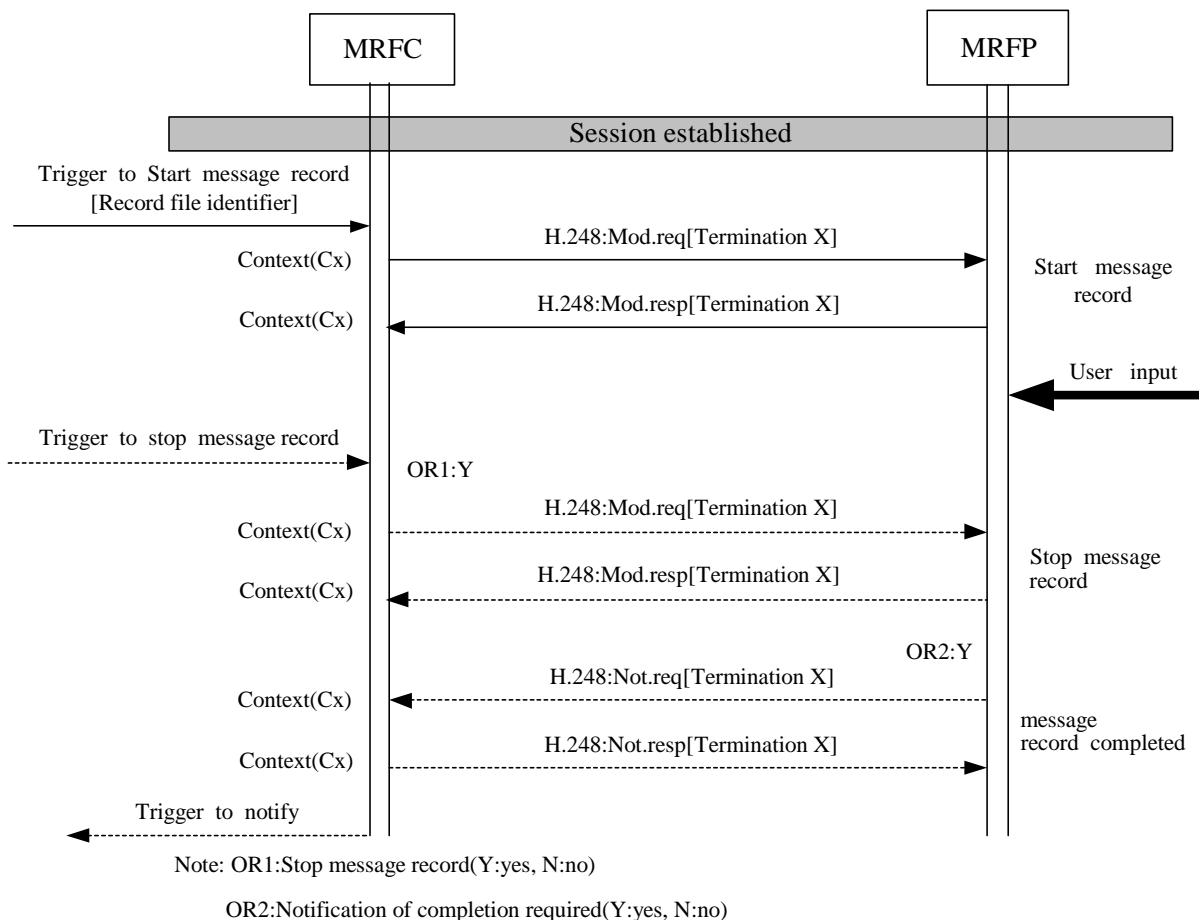 MRFC
MRFP
Session established
Trigger to Start message record
[Record file identifier]
H.248:Mod.req[Termination X]
Context(Cx)
Start message
record
H.248:Mod.resp[Termination X]
Context(Cx)
User input
Trigger to stop message record
OR1:Y
H.248:Mod.req[Termination X]
Context(Cx)
Stop message
record
H.248:Mod.resp[Termination X]
Context(Cx)
OR2:Y
H.248:Not.req[Termination X]
Context(Cx)
message
record completed
H.248:Not.resp[Termination X]
Context(Cx)
Trigger to notify
Note: OR1:Stop message record(Y:yes, N:no)
OR2:Notification of completion required(Y:yes, N:no)